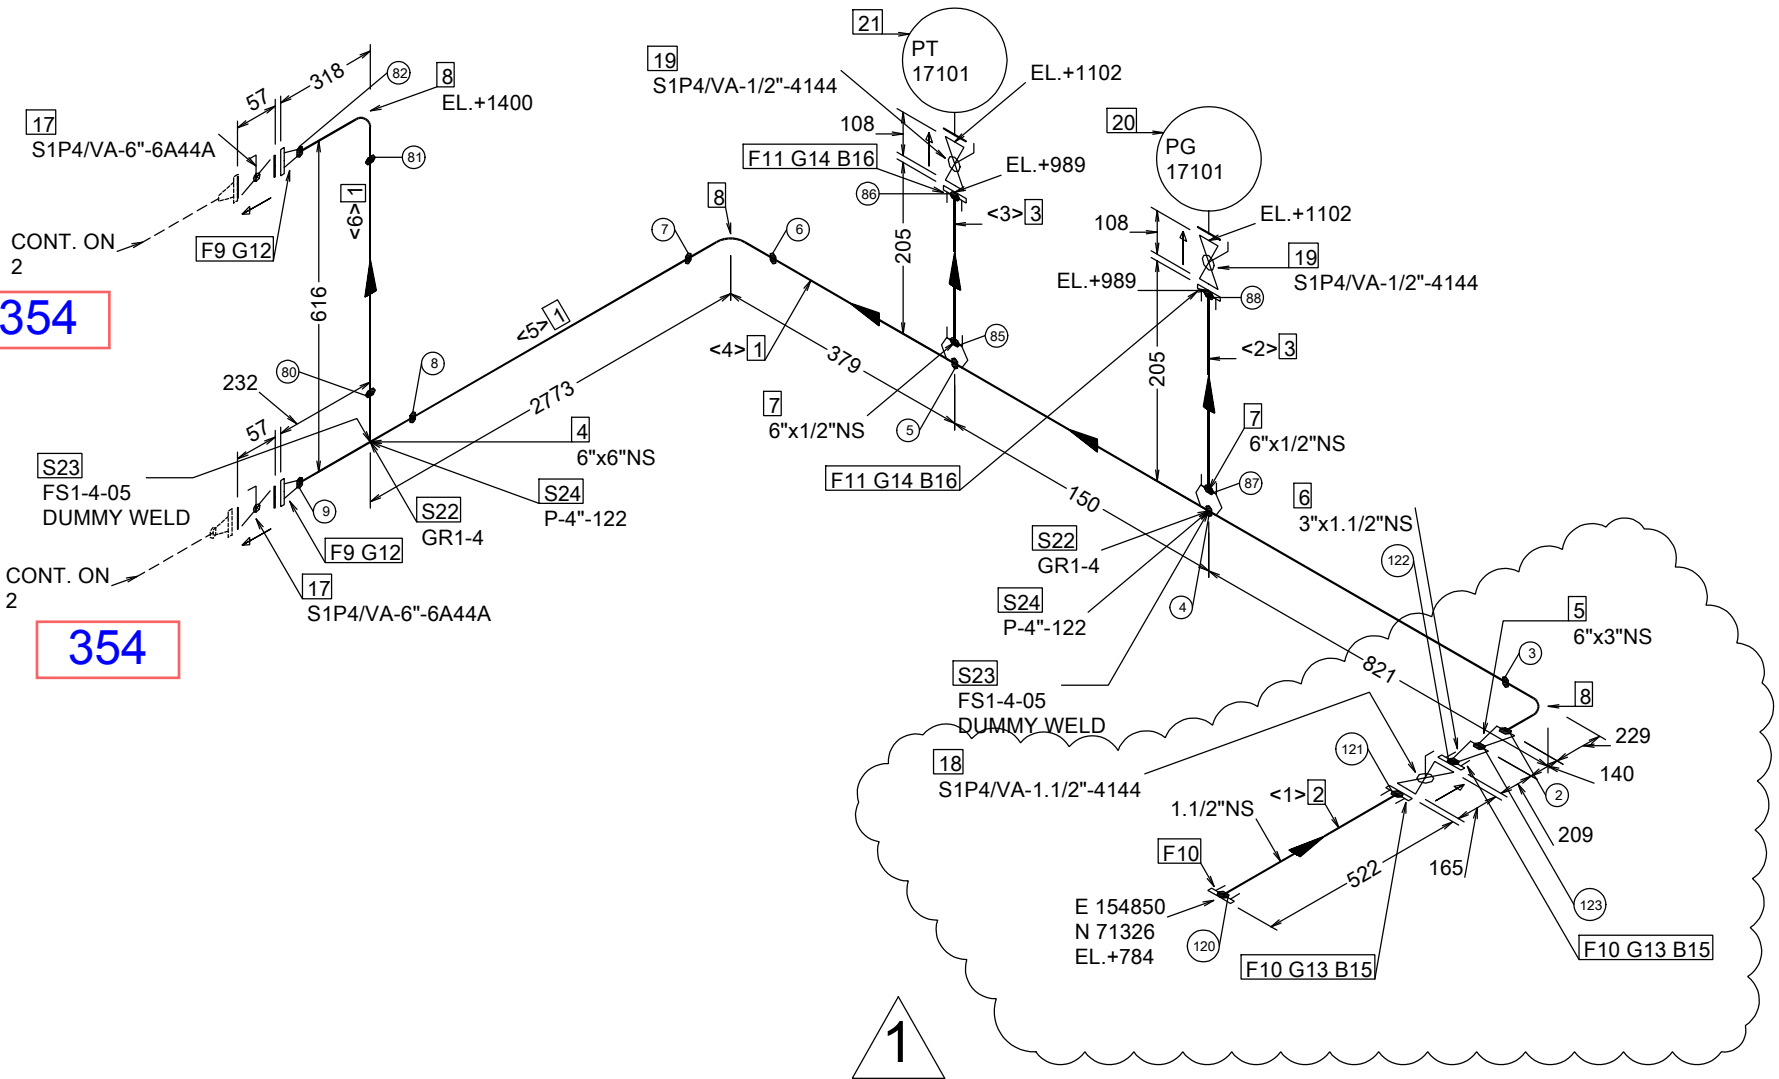 21
PT
17101
19
S1P4/VA-1/2"-4144
EL.+1102
318
82
8
EL.+1400
57
17
S1P4/VA-6"-6A44A
108
F11 G14 B16
EL.+989
20
PG
17101
81
86
<6>1
8
<3>3
108
EL.+1102
CONT. ON
2
F9 G12
7
6
205
19
S1P4/VA-1/2"-4144
EL.+989
88
354
616
<5>1
<4>1
85
<2>3
379
205
80
232
8
2773
7
6"x1/2"NS
5
7
6"x1/2"NS
57
4
6"x6"NS
S23
FS1-4-05
DUMMY WELD
S24
P-4"-122
F11 G14 B16
87
150
6
3"x1.1/2"NS
9
S22
GR1-4
F9 G12
S22
GR1-4
122
CONT. ON
2
17
S1P4/VA-6"-6A44A
S24
P-4"-122
4
5
6"x3"NS
354
821
3
S23
FS1-4-05
DUMMY WELD
8
18
S1P4/VA-1.1/2"-4144
121
229
140
1.1/2"NS
<1>2
2
209
F10
522
165
E 154850
N 71326
EL.+784
123
120
F10 G13 B15
F10 G13 B15
1